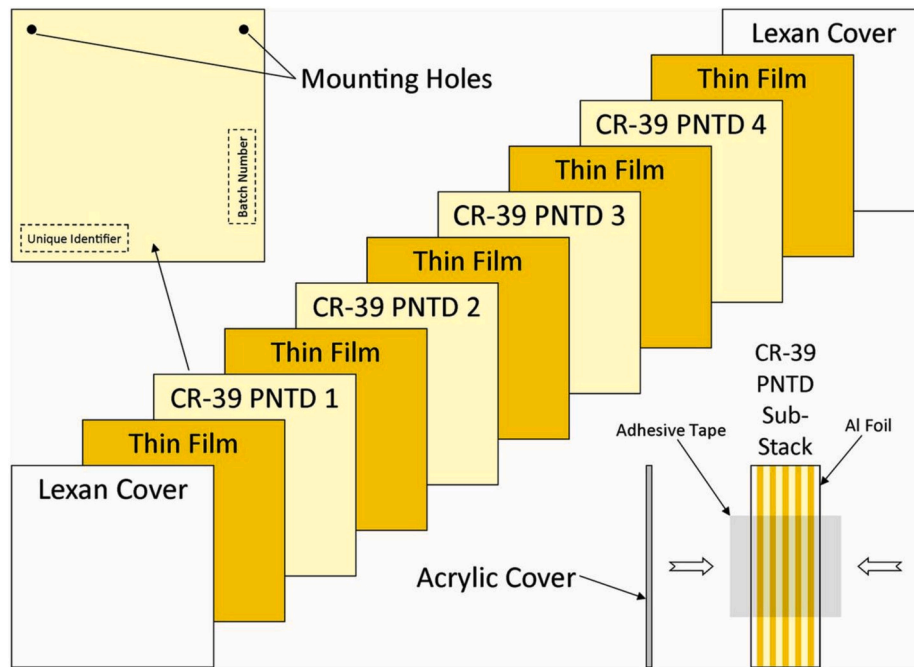 Lexan Cover
Thin Film
CR-39 PNTD 4
Mounting Holes
Thin Film
Batch Number
CR-39 PNTD 3
Unique Identifier
Thin Film
CR-39 PNTD 2
Thin Film
CR-39 PNTD 1
Thin Film
Lexan Cover
CR-39
PNTD
Sub-
Stack
Adhesive Tape
Al Foil
Acrylic Cover